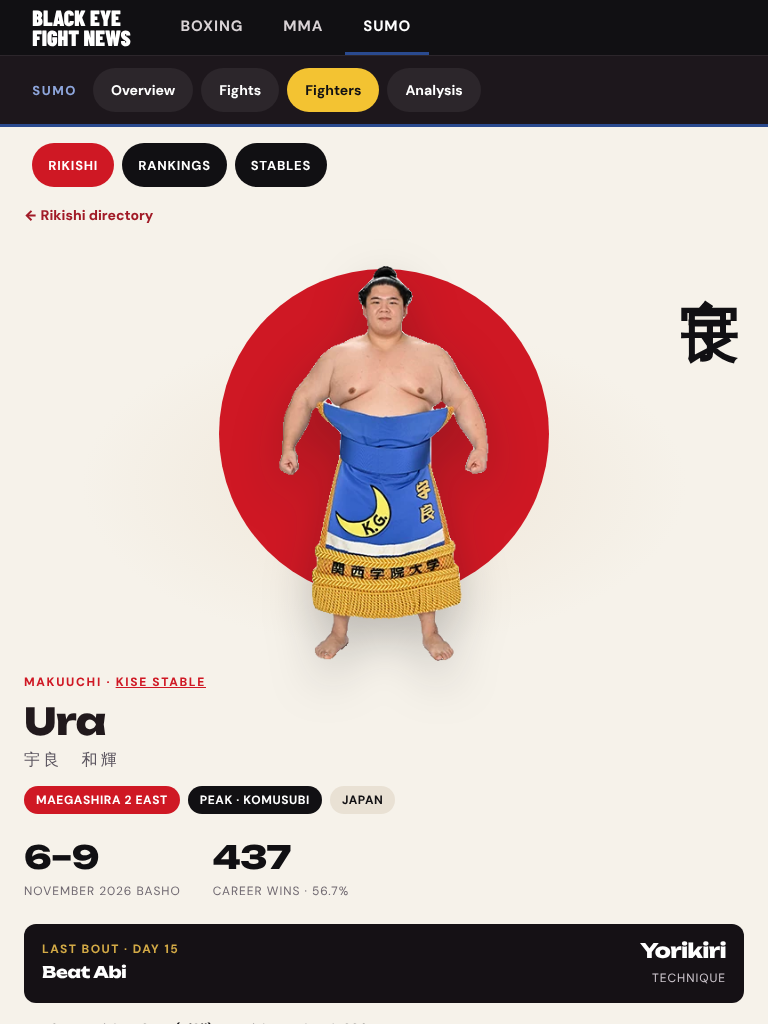 BLACK EYE
FIGHT NEWS
BOXING MMA SUMO
SUMO Overview Fights Fighters Analysis
RIKISHI RANKINGS STABLES
← Rikishi directory
宇良
K.G.
宇良
関西学院大学
MAKUUCHI · KISE STABLE
Ura
宇良 和輝
MAEGASHIRA 2 EAST PEAK · KOMUSUBI JAPAN
6–9 437
NOVEMBER 2026 BASHO CAREER WINS · 56.7%
LAST BOUT · DAY 15
Beat Abi
Yorikiri
TECHNIQUE